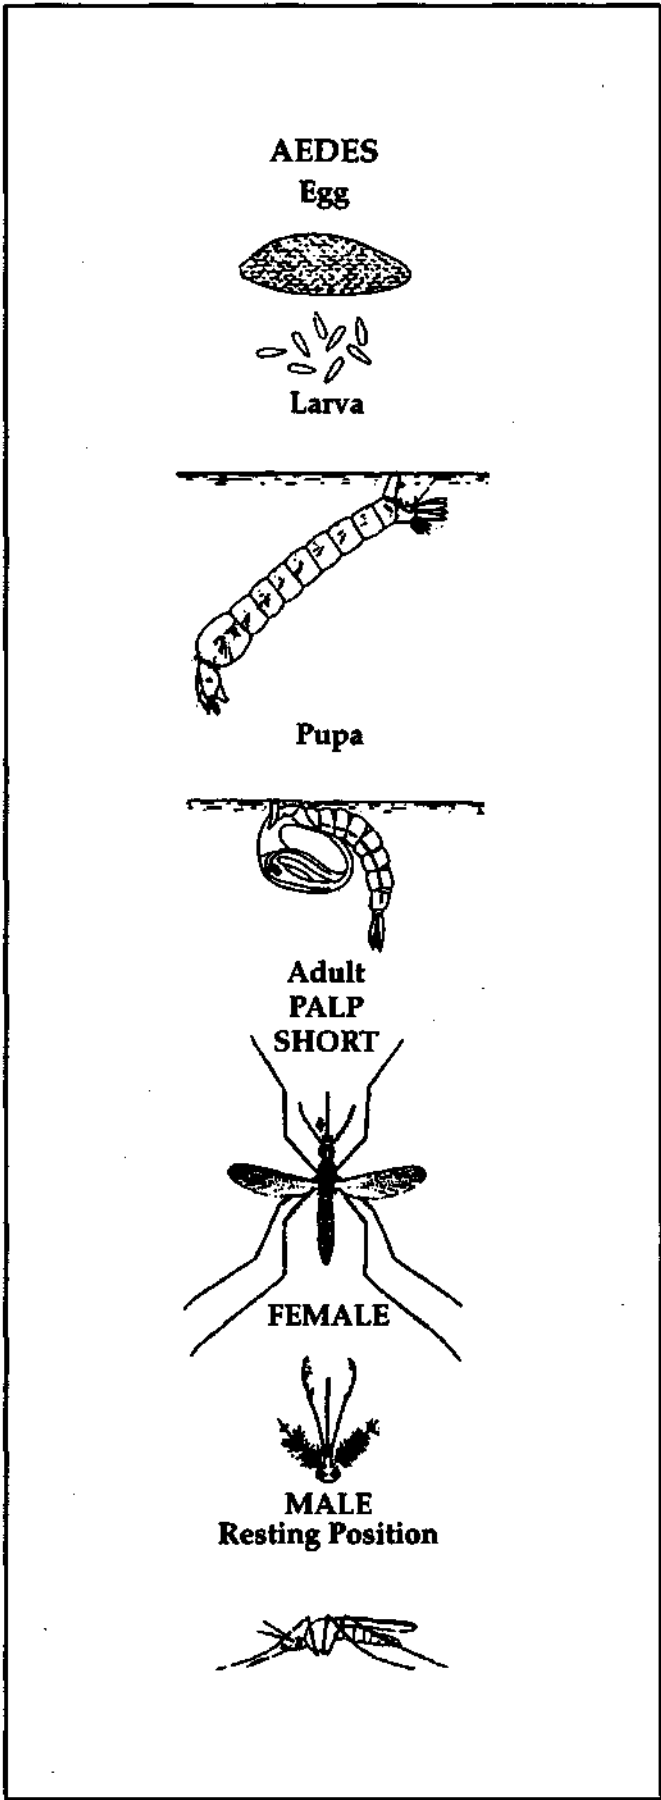 AEDES
Egg
Larva
Pupa
Adult
PALP
SHORT
FEMALE
MALE
Resting Position